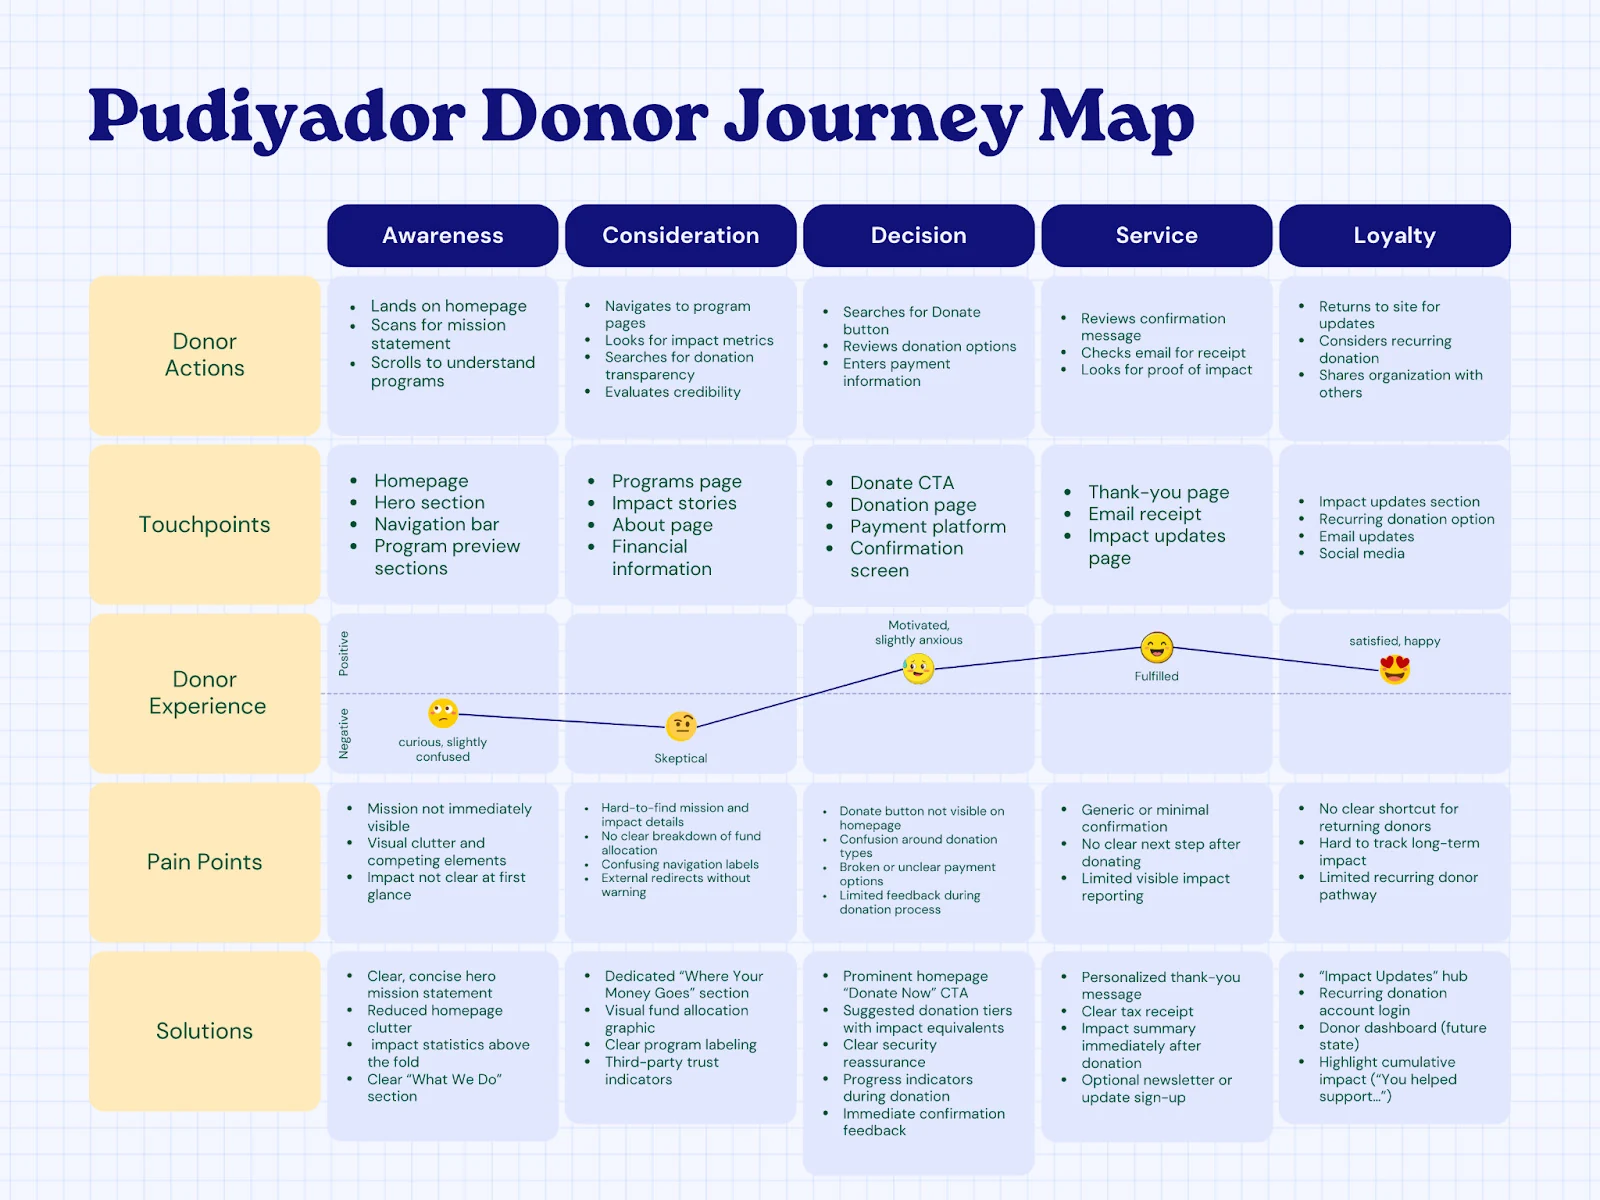 Pudiyador Donor Journey Map
Awareness
Consideration
Decision
Service
Loyalty
Donor
Actions
• Lands on homepage
• Scans for mission
statement
• Scrolls to understand
programs
• Navigates to program
pages
• Looks for impact metrics
• Searches for donation
transparency
• Evaluates credibility
• Searches for Donate
button
• Reviews donation options
• Enters payment
information
• Reviews confirmation
message
• Checks email for receipt
• Looks for proof of impact
• Returns to site for
updates
• Considers recurring
donation
• Shares organization with
others
Touchpoints
• Homepage
• Hero section
• Navigation bar
• Program preview
sections
• Programs page
• Impact stories
• About page
• Financial
information
• Donate CTA
• Donation page
• Payment platform
• Confirmation
screen
• Thank-you page
• Email receipt
• Impact updates
page
• Impact updates section
• Recurring donation option
• Email updates
• Social media
Donor
Experience
Positive
Negative
curious, slightly
confused
Skeptical
Motivated,
slightly anxious
Fulfilled
satisfied, happy
Pain Points
• Mission not immediately
visible
• Visual clutter and
competing elements
• Impact not clear at first
glance
• Hard-to-find mission and
impact details
• No clear breakdown of fund
allocation
• Confusing navigation labels
• External redirects without
warning
• Donate button not visible on
homepage
• Confusion around donation
types
• Broken or unclear payment
options
• Limited feedback during
donation process
• Generic or minimal
confirmation
• No clear next step after
donating
• Limited visible impact
reporting
• No clear shortcut for
returning donors
• Hard to track long-term
impact
• Limited recurring donor
pathway
Solutions
• Clear, concise hero
mission statement
• Reduced homepage
clutter
• impact statistics above
the fold
• Clear “What We Do”
section
• Dedicated “Where Your
Money Goes” section
• Visual fund allocation
graphic
• Clear program labeling
• Third-party trust
indicators
• Prominent homepage
“Donate Now” CTA
• Suggested donation tiers
with impact equivalents
• Clear security
reassurance
• Progress indicators
during donation
• Immediate confirmation
feedback
• Personalized thank-you
message
• Clear tax receipt
• Impact summary
immediately after
donation
• Optional newsletter or
update sign-up
• “Impact Updates” hub
• Recurring donation
account login
• Donor dashboard (future
state)
• Highlight cumulative
impact (“You helped
support…”)